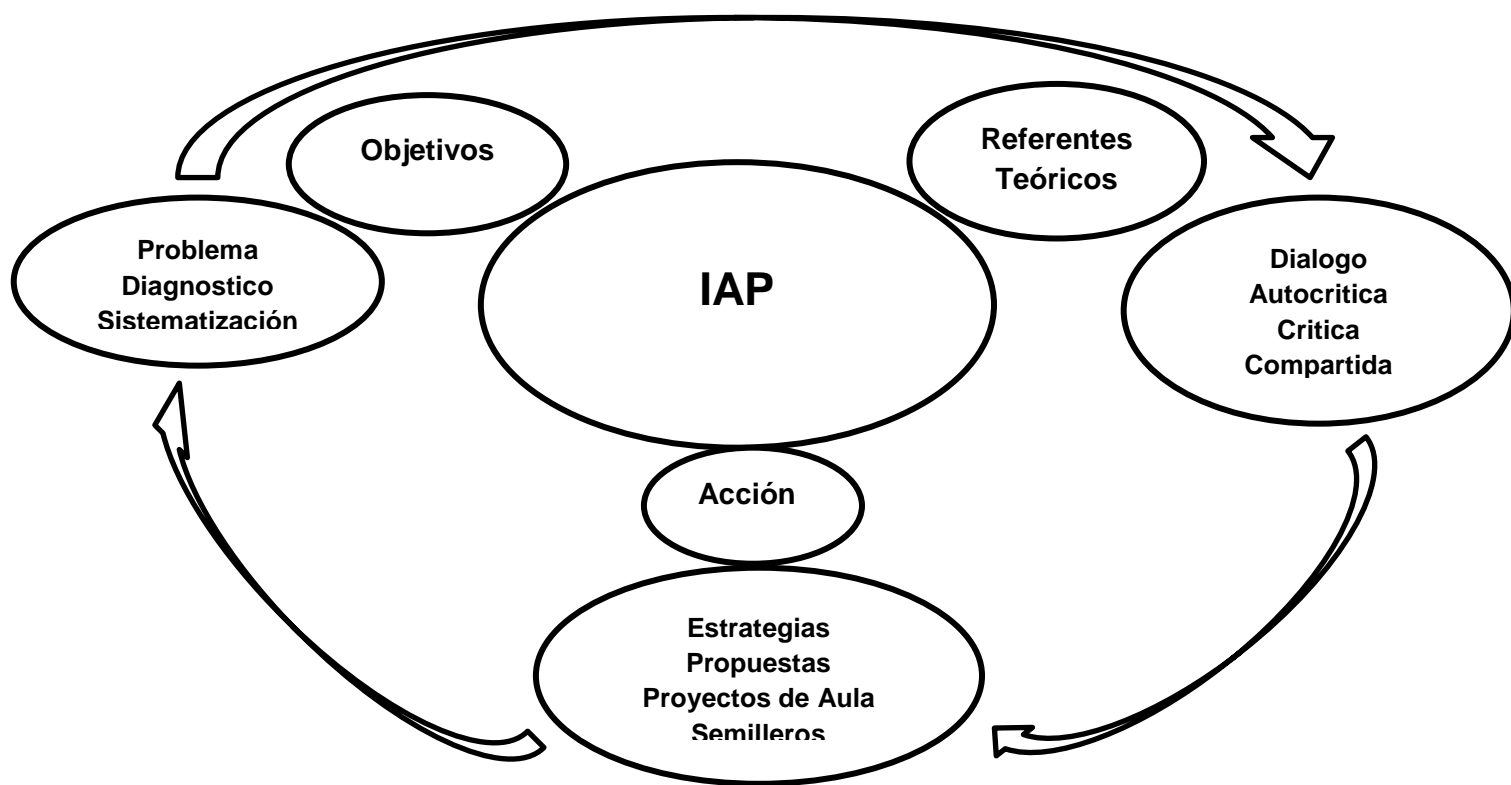 Objetivos
Referentes
Teóricos
Problema
Diagnostico
Sistematización
IAP
Dialogo
Autocritica
Critica
Compartida
Acción
Estrategias
Propuestas
Proyectos de Aula
Semilleros